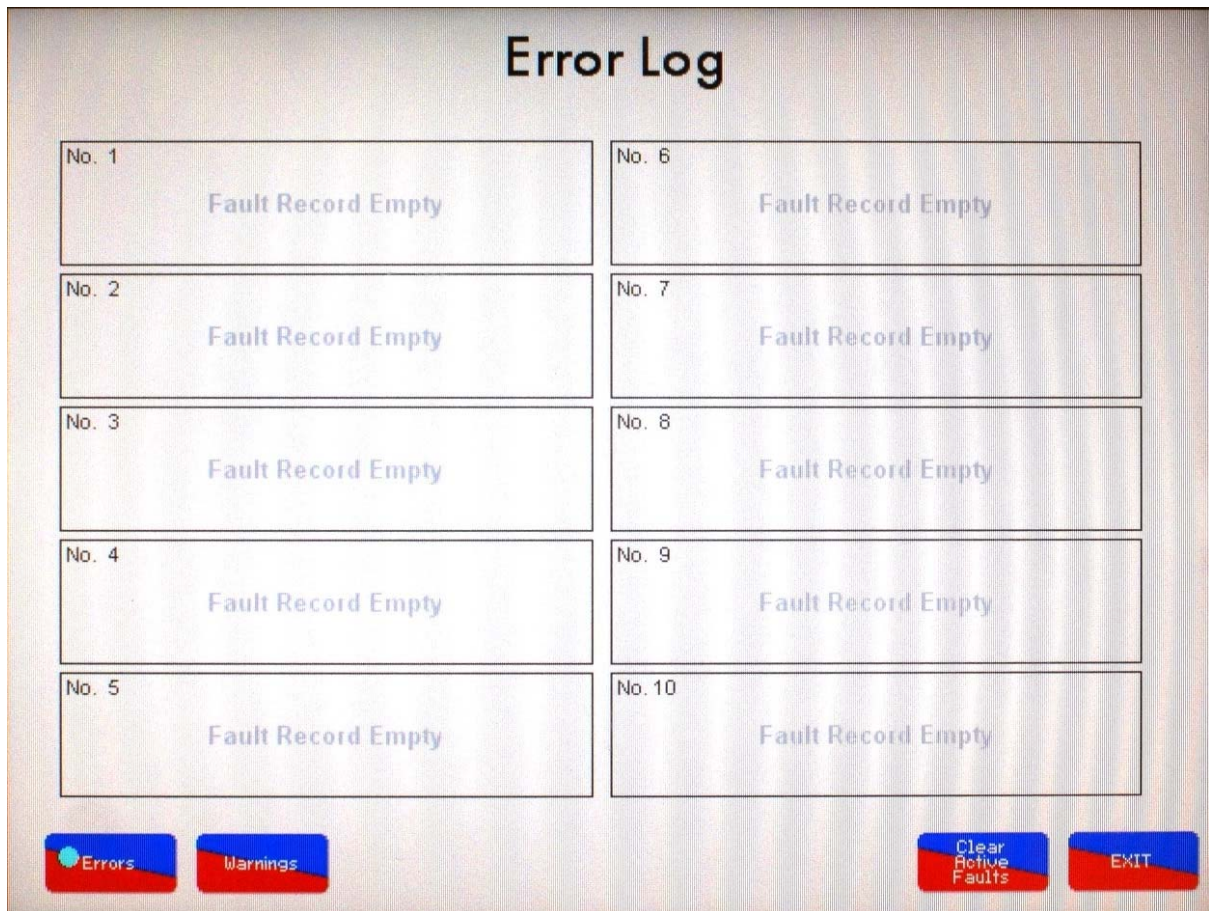 Error Log
No. 1
Fault Record Empty
No. 2
Fault Record Empty
No. 3
Fault Record Empty
No. 4
Fault Record Empty
No. 5
Fault Record Empty
No. 6
Fault Record Empty
No. 7
Fault Record Empty
No. 8
Fault Record Empty
No. 9
Fault Record Empty
No. 10
Fault Record Empty
Errors
Warnings
Clear
Active
Faults
EXIT